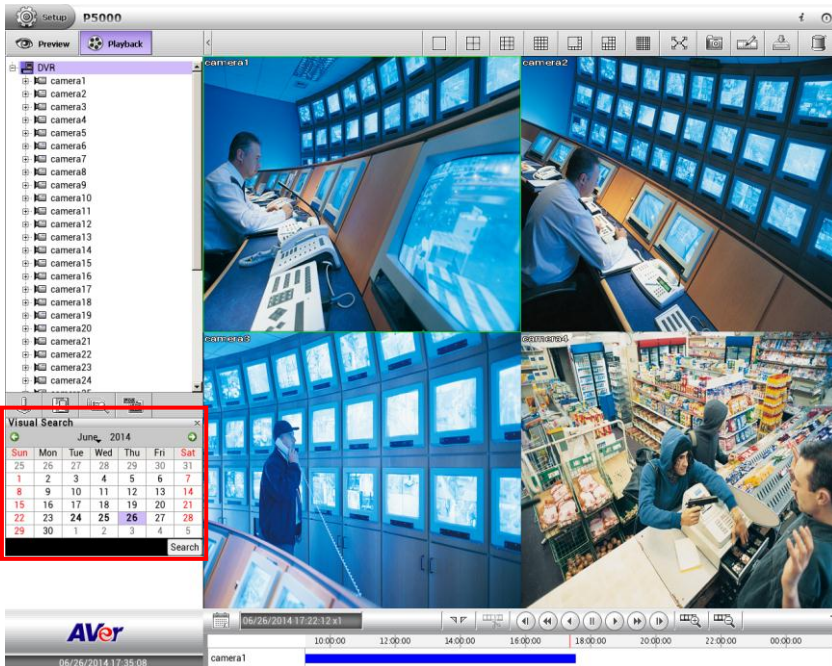 Setup P5000 i
Preview Playback <
DVR
camera1
camera2
camera3
camera4
camera5
camera6
camera7
camera8
camera9
camera10
camera11
camera12
camera13
camera14
camera15
camera16
camera17
camera18
camera19
camera20
camera21
camera22
camera23
camera24
camera1
camera2
camera3
camera4
Visual Search ×
June 2014
Sun Mon Tue Wed Thu Fri Sat
25 26 27 28 29 30 31
1 2 3 4 5 6 7
8 9 10 11 12 13 14
15 16 17 18 19 20 21
22 23 24 25 26 27 28
29 30 1 2 3 4 5
Search
06/26/2014 17:22:12 x1
10:00:00 12:00:00 14:00:00 16:00:00 18:00:00 20:00:00 22:00:00 00:00:00
camera1
AVer
06/26/2014 17:35:08